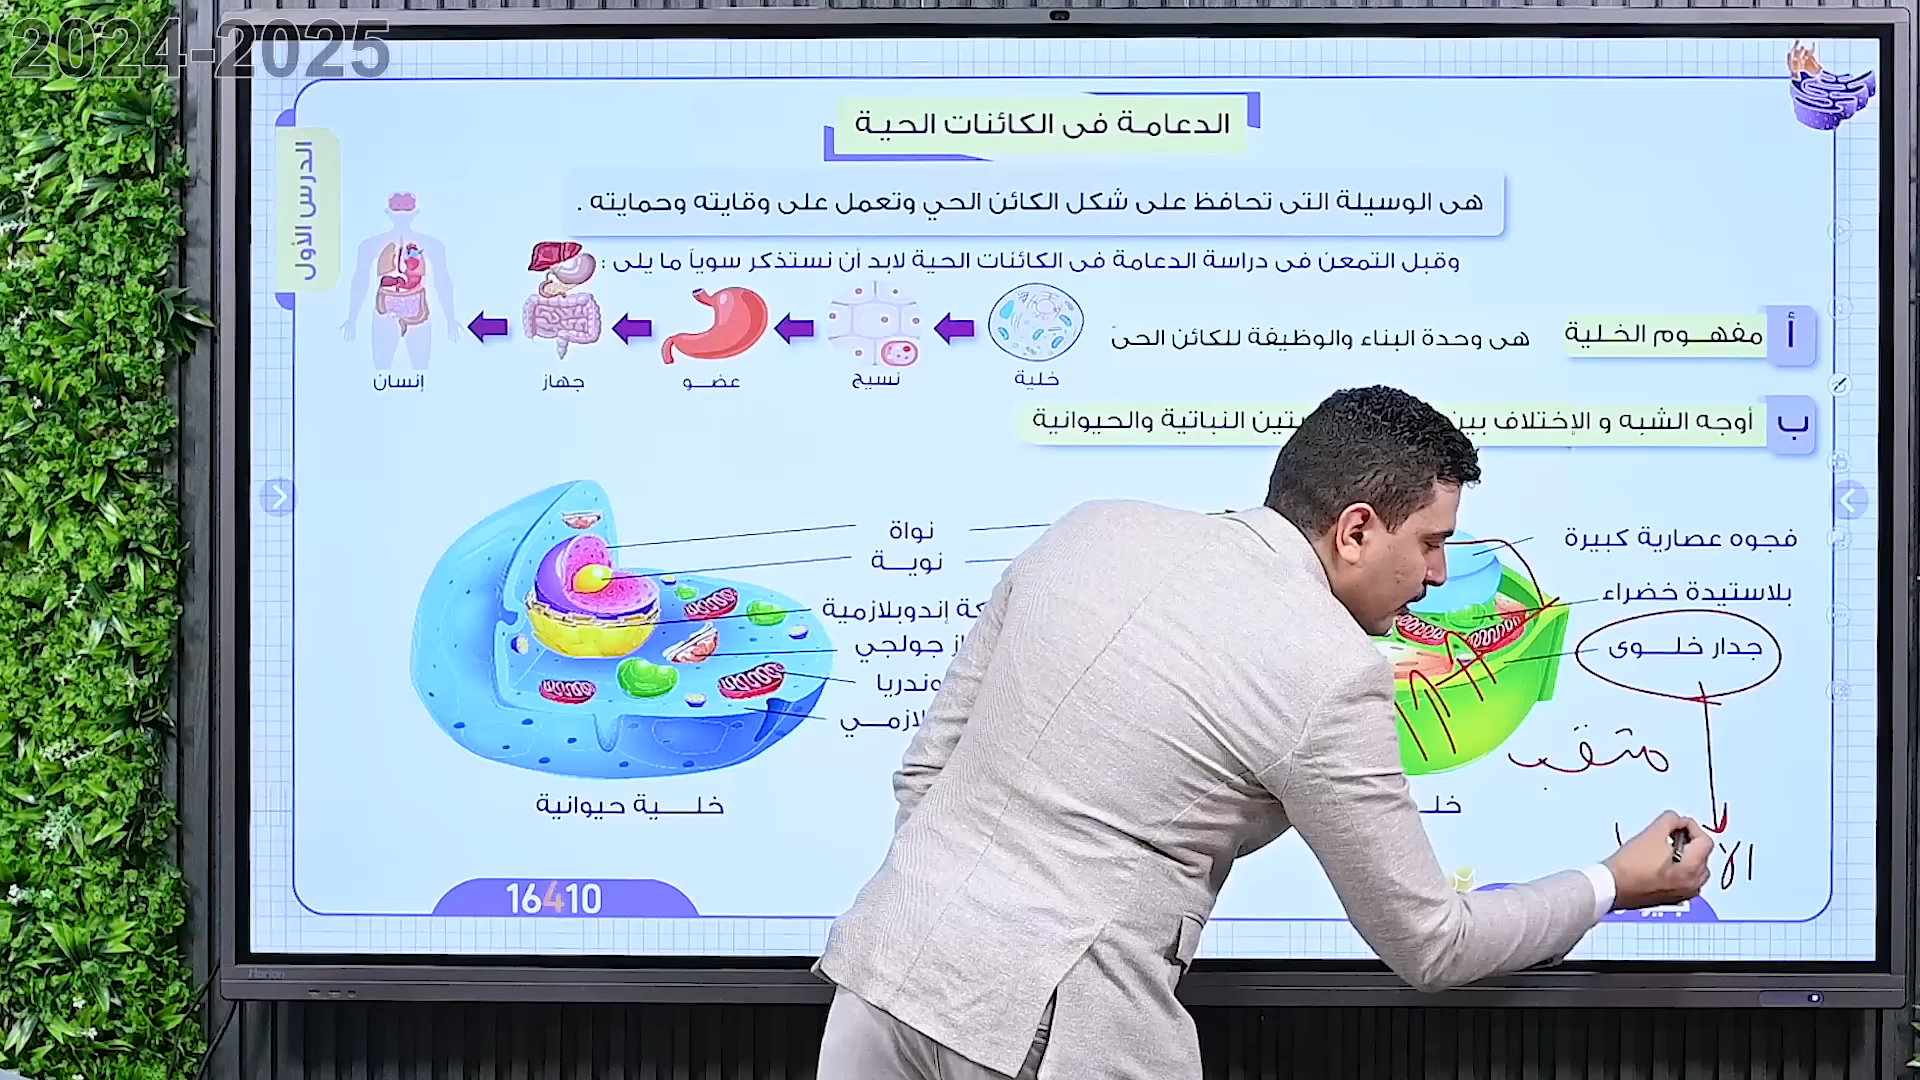 2024-2025
الدعامة فى الكائنات الحية
الدرس الأول
هى الوسيلة التى تحافظ على شكل الكائن الحي وتعمل على وقايته وحمايته .
وقبل التمعن فى دراسة الدعامة فى الكائنات الحية لابد أن نستذكر سوياً ما يلى :
أ
مفهوم الخلية
هى وحدة البناء والوظيفة للكائن الحىّ
خلية
نسيج
عضو
جهاز
إنسان
ب
أوجه الشبه و الإختلاف بين
النباتية والحيوانية
فجوه عصارية كبيرة
بلاستيدة خضراء
جدار خلوى
مثقب
نواة
نوية
إندوبلازمية
جولجي
خلية حيوانية
16410
Horion